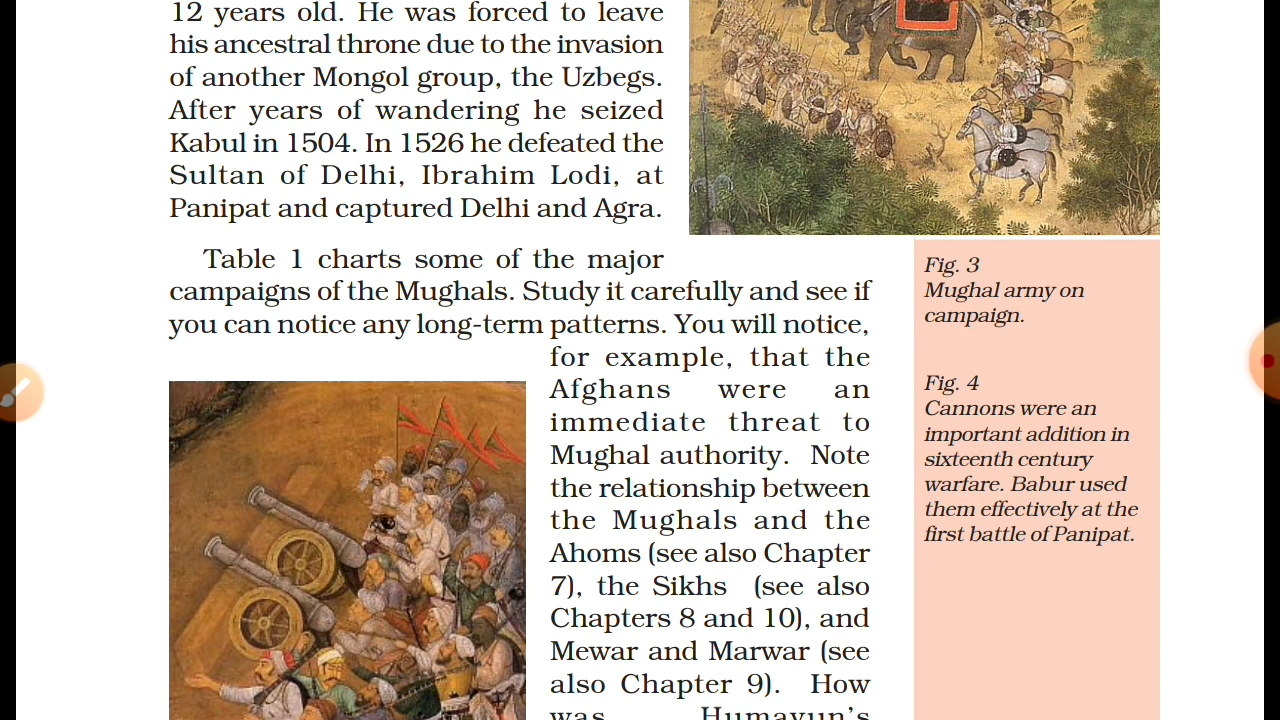 12 years old. He was forced to leave
his ancestral throne due to the invasion
of another Mongol group, the Uzbegs.
After years of wandering he seized
Kabul in 1504. In 1526 he defeated the
Sultan of Delhi, Ibrahim Lodi, at
Panipat and captured Delhi and Agra.
Table 1 charts some of the major
campaigns of the Mughals. Study it carefully and see if
you can notice any long-term patterns. You will notice,
for example, that the
Afghans were an
immediate threat to
Mughal authority. Note
the relationship between
the Mughals and the
Ahoms (see also Chapter
7), the Sikhs (see also
Chapters 8 and 10), and
Mewar and Marwar (see
also Chapter 9). How
was Humayun's
Fig. 3
Mughal army on
campaign.
Fig. 4
Cannons were an
important addition in
sixteenth century
warfare. Babur used
them effectively at the
first battle of Panipat.